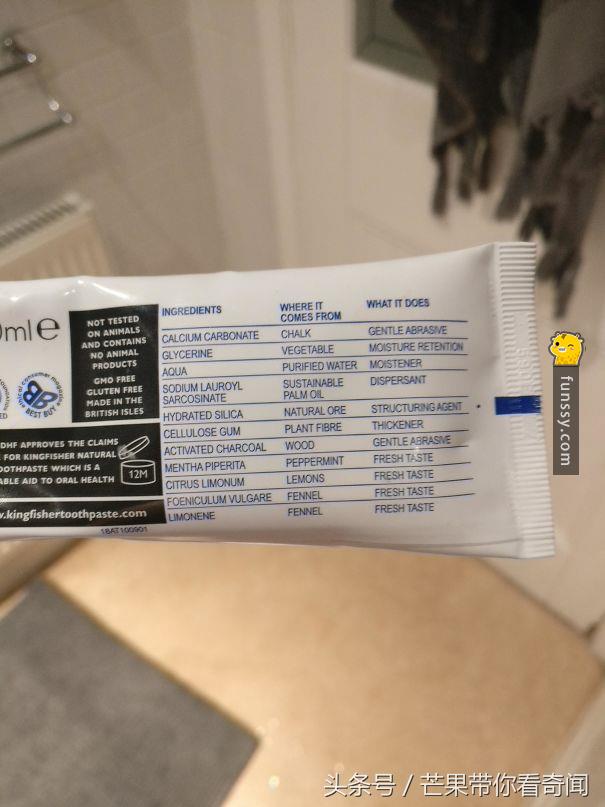 0ml e
NOT TESTED
ON ANIMALS
AND CONTAINS
NO ANIMAL
PRODUCTS
GMO FREE
GLUTEN FREE
MADE IN THE
BRITISH ISLES
ethical consumer magazine
BEST BUY
DHF APPROVES THE CLAIMS
FOR KINGFISHER NATURAL
OOTHPASTE WHICH IS A
ABLE AID TO ORAL HEALTH
12M
w.kingfishertoothpaste.com
18AT100901
INGREDIENTS WHERE IT COMES FROM WHAT IT DOES
CALCIUM CARBONATE CHALK GENTLE ABRASIVE
GLYCERINE VEGETABLE MOISTURE RETENTION
AQUA PURIFIED WATER MOISTENER
SODIUM LAUROYL SARCOSINATE SUSTAINABLE PALM OIL DISPERSANT
HYDRATED SILICA NATURAL ORE STRUCTURING AGENT
CELLULOSE GUM PLANT FIBRE THICKENER
ACTIVATED CHARCOAL WOOD GENTLE ABRASIVE
MENTHA PIPERITA PEPPERMINT FRESH TASTE
CITRUS LIMONUM LEMONS FRESH TASTE
FOENICULUM VULGARE FENNEL FRESH TASTE
LIMONENE FENNEL FRESH TASTE
funssy.com
头条号 / 芒果带你看奇闻